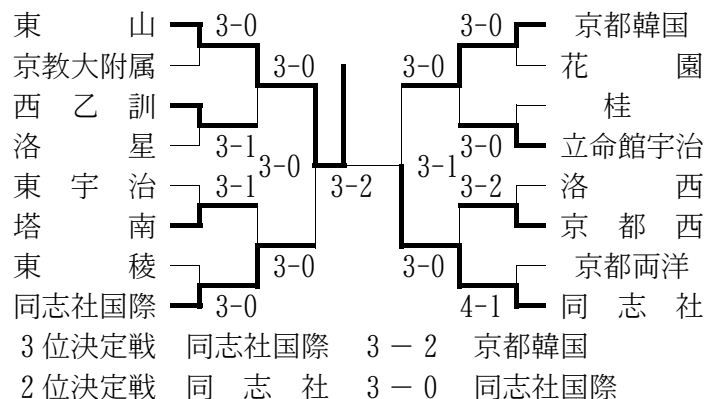 東山 3-0 3-0 京都韓国
京教大附属 3-0 3-0 花園
西乙訓 桂
洛星 3-1 3-0 3-1 3-0 立命館宇治
東宇治 3-1 3-2 3-2 洛西
塔南 京都西
東稜 3-0 3-0 京都両洋
同志社国際 3-0 4-1 同志社
3位決定戦 同志社国際 3－2 京都韓国
2位決定戦 同志社 3－0 同志社国際